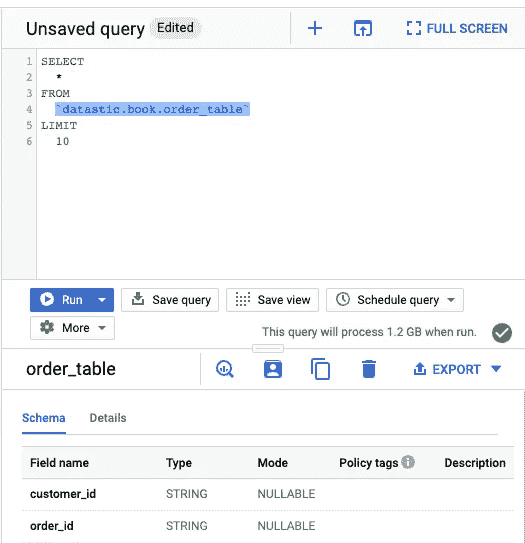 Unsaved query Edited
FULL SCREEN
1 SELECT
2 *
3 FROM
4 `datastic.book.order_table`
5 LIMIT
6 10
Run Save query Save view Schedule query
More This query will process 1.2 GB when run.
order_table EXPORT
Schema Details
Field name Type Mode Policy tags Description
customer_id STRING NULLABLE
order_id STRING NULLABLE